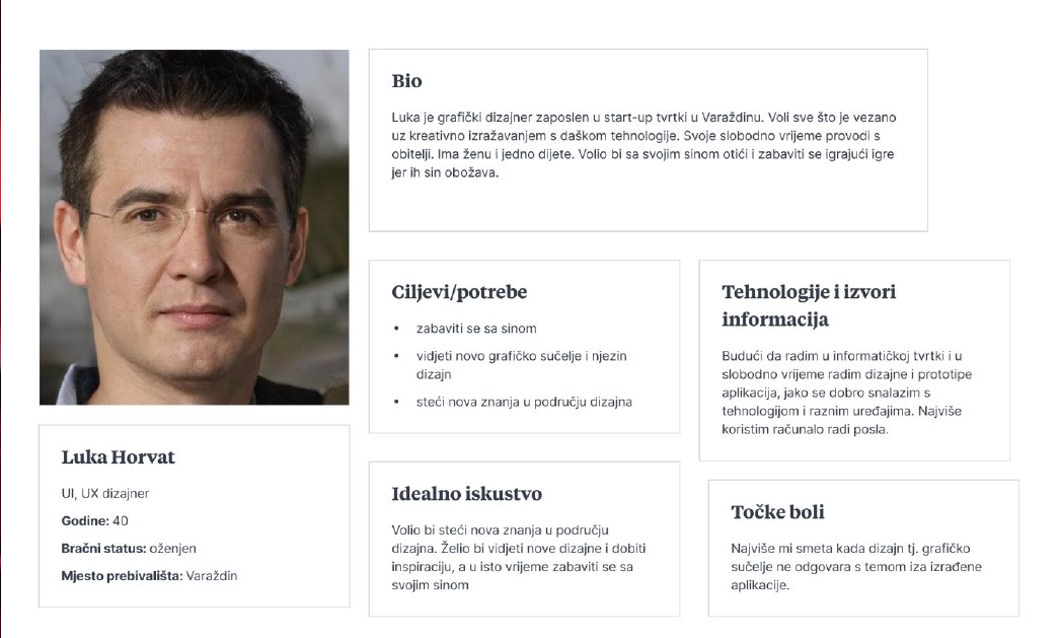 Bio
Luka je grafički dizajner zaposlen u start-up tvrtki u Varaždinu. Voli sve što je vezano
uz kreativno izražavanjem s daškom tehnologije. Svoje slobodno vrijeme provodi s
obitelji. Ima ženu i jedno dijete. Volio bi sa svojim sinom otići i zabaviti se igrajući igre
jer ih sin obožava.
Ciljevi/potrebe
• zabaviti se sa sinom
• vidjeti novo grafičko sučelje i njezin
dizajn
• steći nova znanja u području dizajna
Tehnologije i izvori
informacija
Budući da radim u informatičkoj tvrtki i u
slobodno vrijeme radim dizajne i prototipe
aplikacija, jako se dobro snalazim s
tehnologijom i raznim uređajima. Najviše
koristim računalo radi posla.
Luka Horvat
UI, UX dizajner
Godine: 40
Bračni status: oženjen
Mjesto prebivališta: Varaždin
Idealno iskustvo
Volio bi steći nova znanja u području
dizajna. Želio bi vidjeti nove dizajne i dobiti
inspiraciju, a u isto vrijeme zabaviti se sa
svojim sinom
Točke boli
Najviše mi smeta kada dizajn tj. grafičko
sučelje ne odgovara s temom iza izrađene
aplikacije.